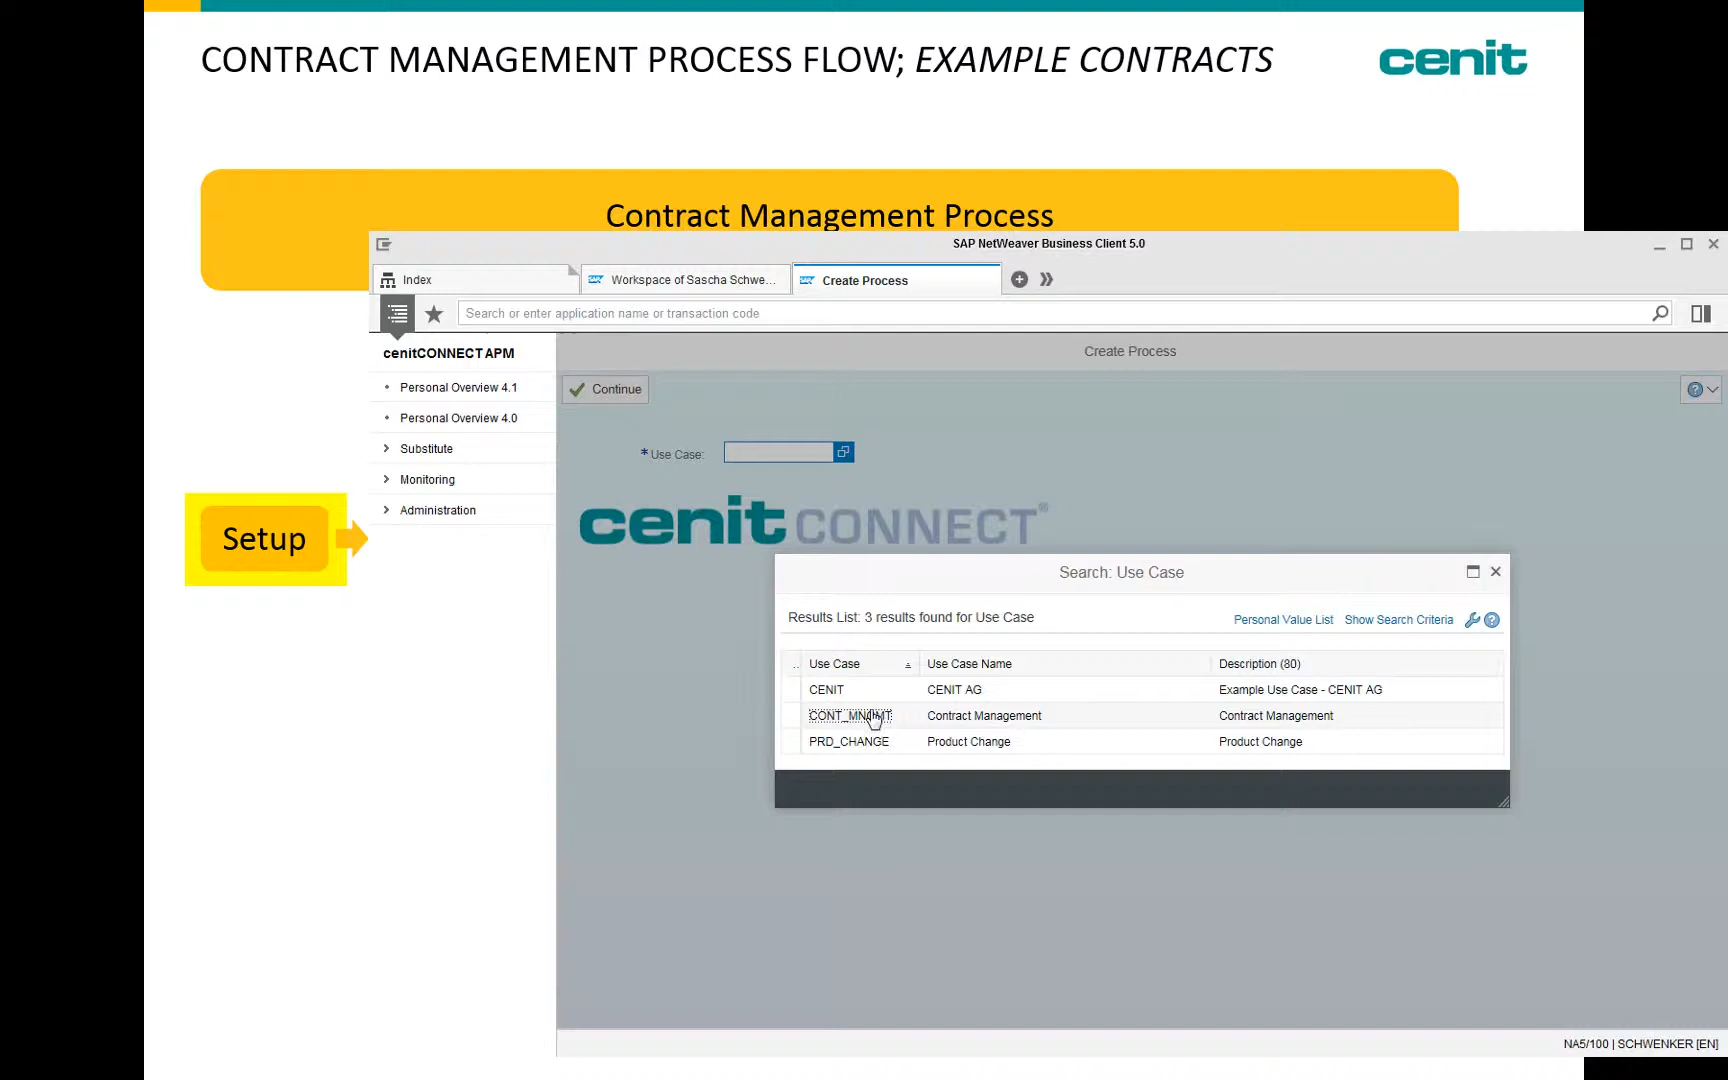 CONTRACT MANAGEMENT PROCESS FLOW; EXAMPLE CONTRACTS
cenit
Contract Management Process
SAP NetWeaver Business Client 5.0
Index
Workspace of Sascha Schwe...
Create Process
Search or enter application name or transaction code
cenitCONNECT APM
Create Process
Personal Overview 4.1
Continue
Personal Overview 4.0
Substitute
* Use Case:
Monitoring
Administration
Setup
cenit CONNECT®
Search: Use Case
Results List: 3 results found for Use Case
Personal Value List
Show Search Criteria
.. Use Case Use Case Name Description (80)
CENIT CENIT AG Example Use Case - CENIT AG
Contract Management Contract Management
PRD_CHANGE Product Change Product Change
NA5/100 | SCHWENKER [EN]